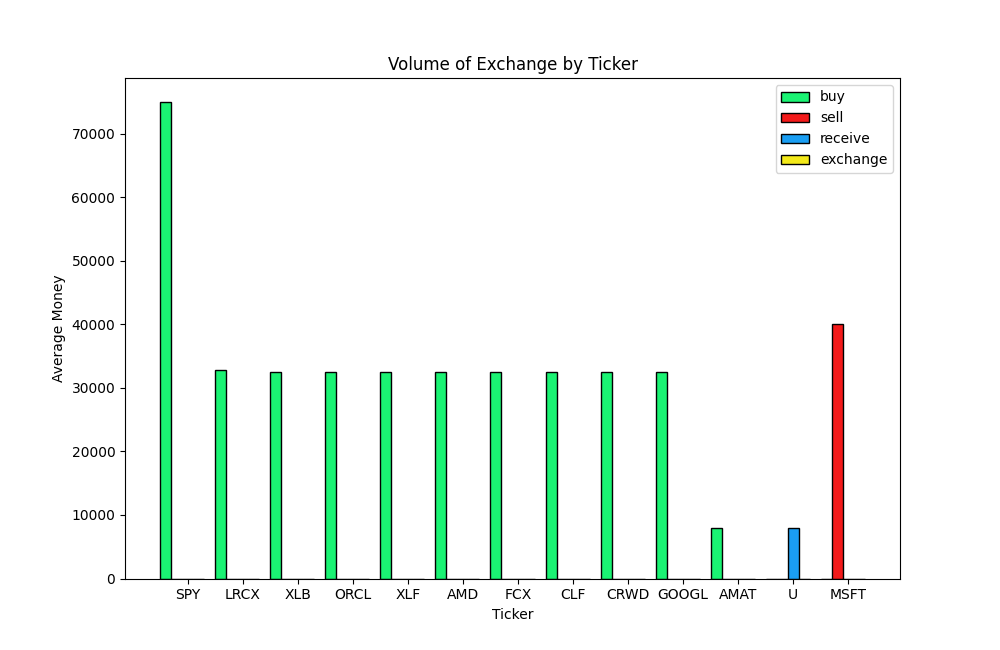 Volume of Exchange by Ticker
buy
sell
receive
exchange
Average Money
70000
60000
50000
40000
30000
20000
10000
0
SPY LRCX XLB ORCL XLF AMD FCX CLF CRWD GOOGL AMAT U MSFT
Ticker